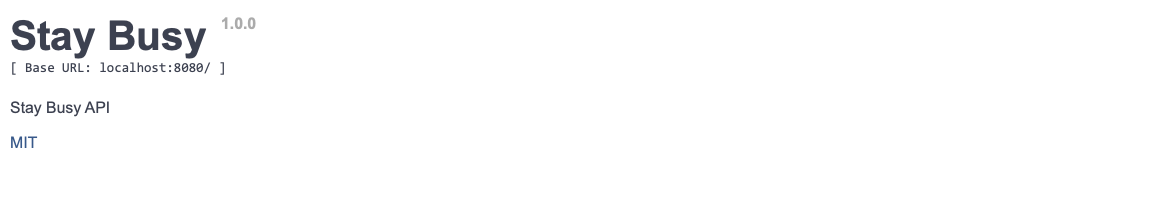 Stay Busy 1.0.0
[ Base URL: localhost:8080/ ]
Stay Busy API
MIT